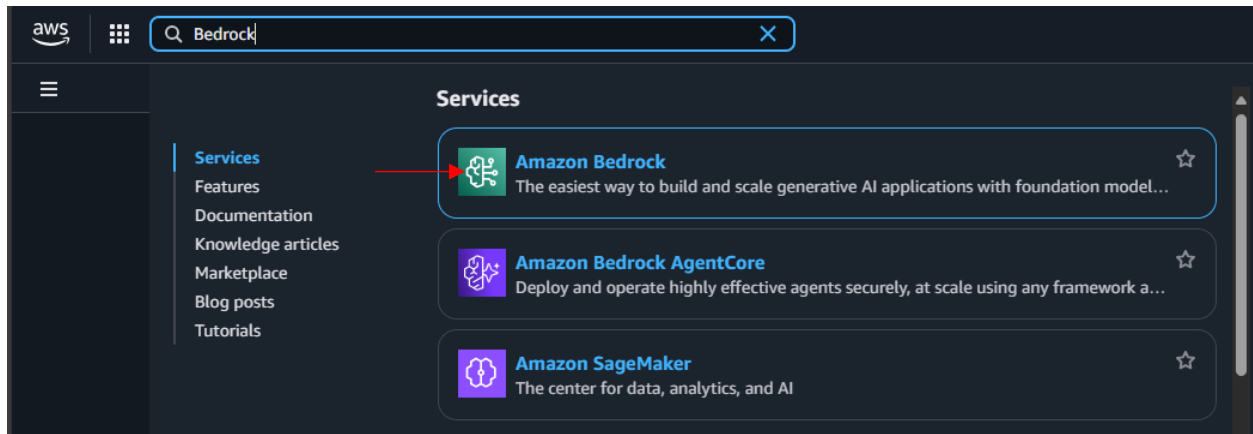 aws
Bedrock
Services
Features
Documentation
Knowledge articles
Marketplace
Blog posts
Tutorials
Services
Amazon Bedrock
The easiest way to build and scale generative AI applications with foundation model...
Amazon Bedrock AgentCore
Deploy and operate highly effective agents securely, at scale using any framework a...
Amazon SageMaker
The center for data, analytics, and AI